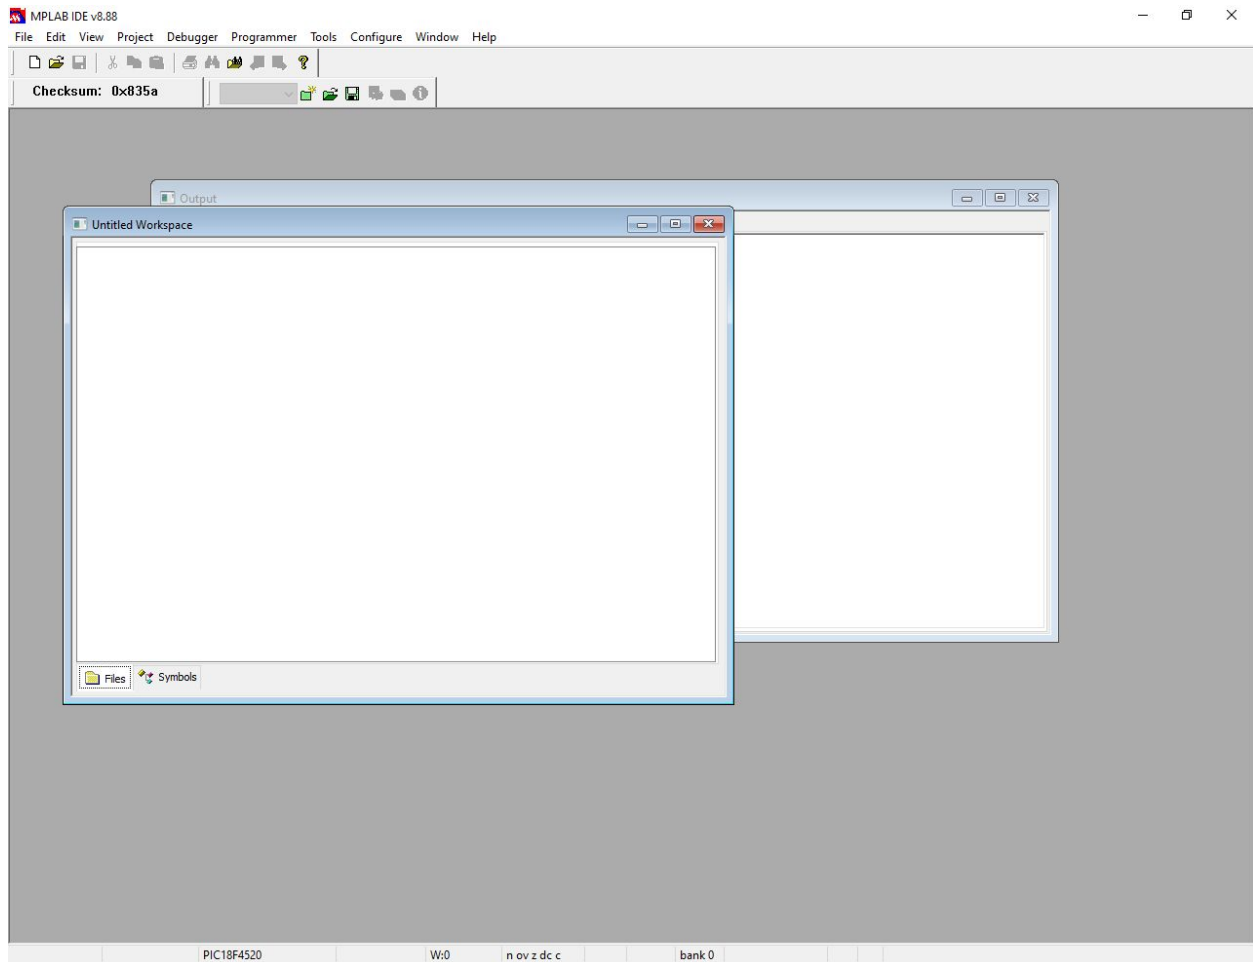 MPLAB IDE v8.88
File Edit View Project Debugger Programmer Tools Configure Window Help
Checksum: 0x835a
Output
Untitled Workspace
Files Symbols
PIC18F4520 W:0 n ov z dc c bank 0